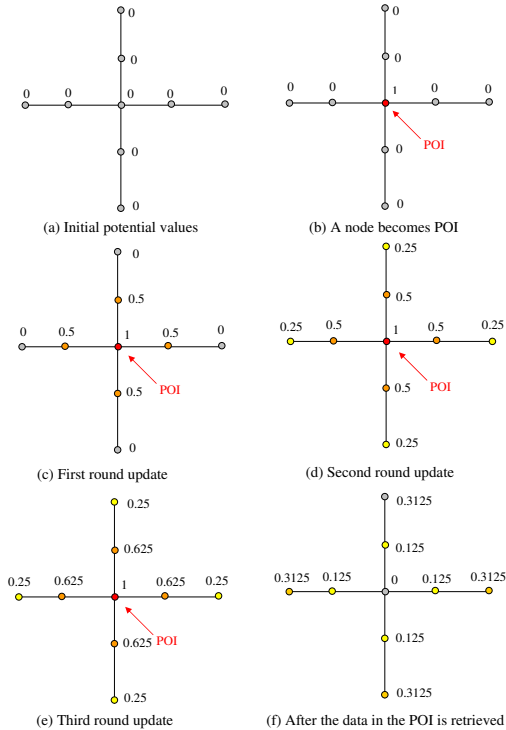 0
0
0 0 0 0 0
0
0
(a) Initial potential values
0
0
0 0 1 0 0
POI
0
0
(b) A node becomes POI
0
0.5
0 0.5 1 0.5 0
POI
0.5
0
(c) First round update
0.25
0.5
0.25 0.5 1 0.5 0.25
POI
0.5
0.25
(d) Second round update
0.25
0.625
0.25 0.625 1 0.625 0.25
POI
0.625
0.25
(e) Third round update
0.3125
0.125
0.3125 0.125 0 0.125 0.3125
0.125
0.3125
(f) After the data in the POI is retrieved